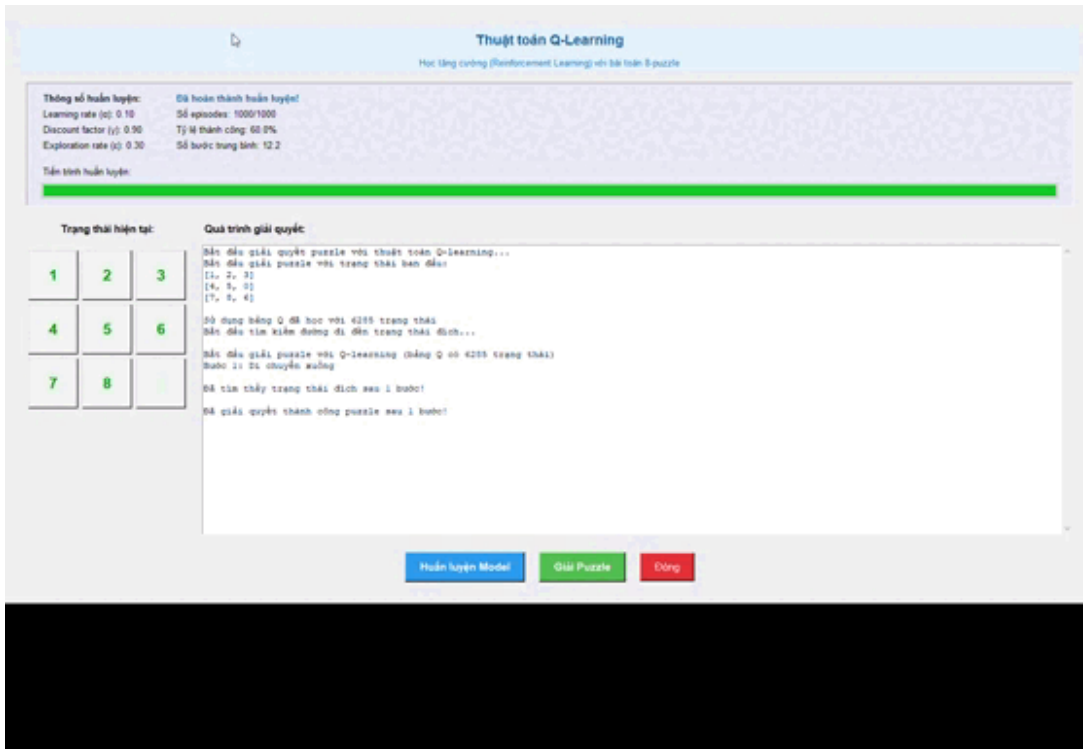 Thuật toán Q-Learning
Học tăng cường (Reinforcement Learning) với bài toán 8-puzzle
Thông số huấn luyện:
Learning rate (α): 0.10
Discount factor (γ): 0.90
Exploration rate (ε): 0.30
Đã hoàn thành huấn luyện!
Số episodes: 1000/1000
Tỷ lệ thành công: 60.0%
Số bước trung bình: 12.2
Tiến trình huấn luyện:
Trạng thái hiện tại:
1 2 3
4 5 6
7 8
Quá trình giải quyết:
Bắt đầu giải quyết puzzle với thuật toán Q-learning...
Bắt đầu giải puzzle với trạng thái ban đầu:
[1, 2, 3]
[4, 5, 0]
[7, 8, 6]
Sử dụng bảng Q đã học với 6285 trạng thái
Bắt đầu tìm kiếm đường đi đến trạng thái đích...
Bắt đầu giải puzzle với Q-learning (bảng Q có 6285 trạng thái)
Bước 1: Di chuyển xuống
Đã tìm thấy trạng thái đích sau 1 bước!
Đã giải quyết thành công puzzle sau 1 bước!
Huấn luyện Model
Giải Puzzle
Đóng